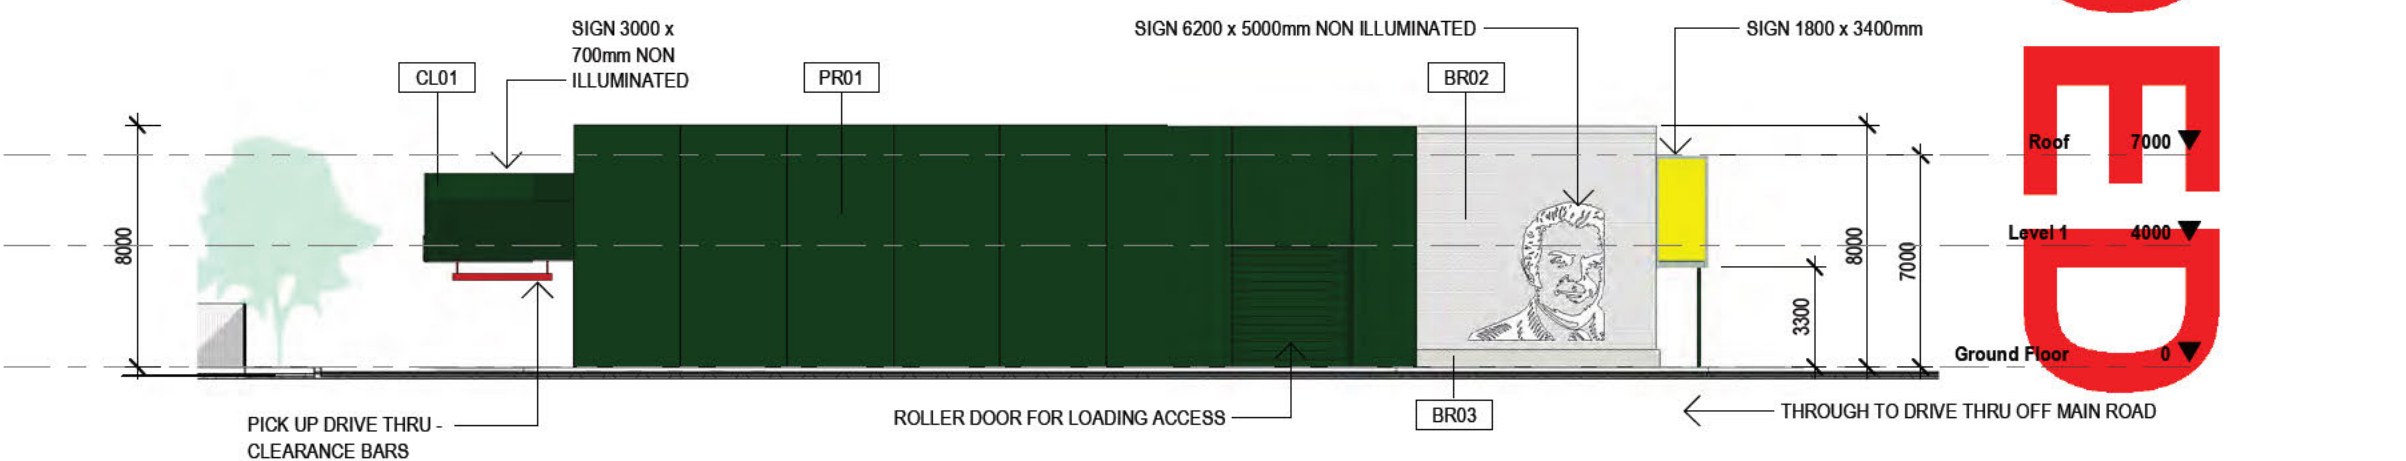 SIGN 3000 x
700mm NON
ILLUMINATED
SIGN 6200 x 5000mm NON ILLUMINATED
SIGN 1800 x 3400mm
CL01
PR01
BR02
Roof 7000
Level 1 4000
Ground Floor 0
8000
8000
7000
3300
PICK UP DRIVE THRU -
CLEARANCE BARS
ROLLER DOOR FOR LOADING ACCESS
BR03
THROUGH TO DRIVE THRU OFF MAIN ROAD
ED